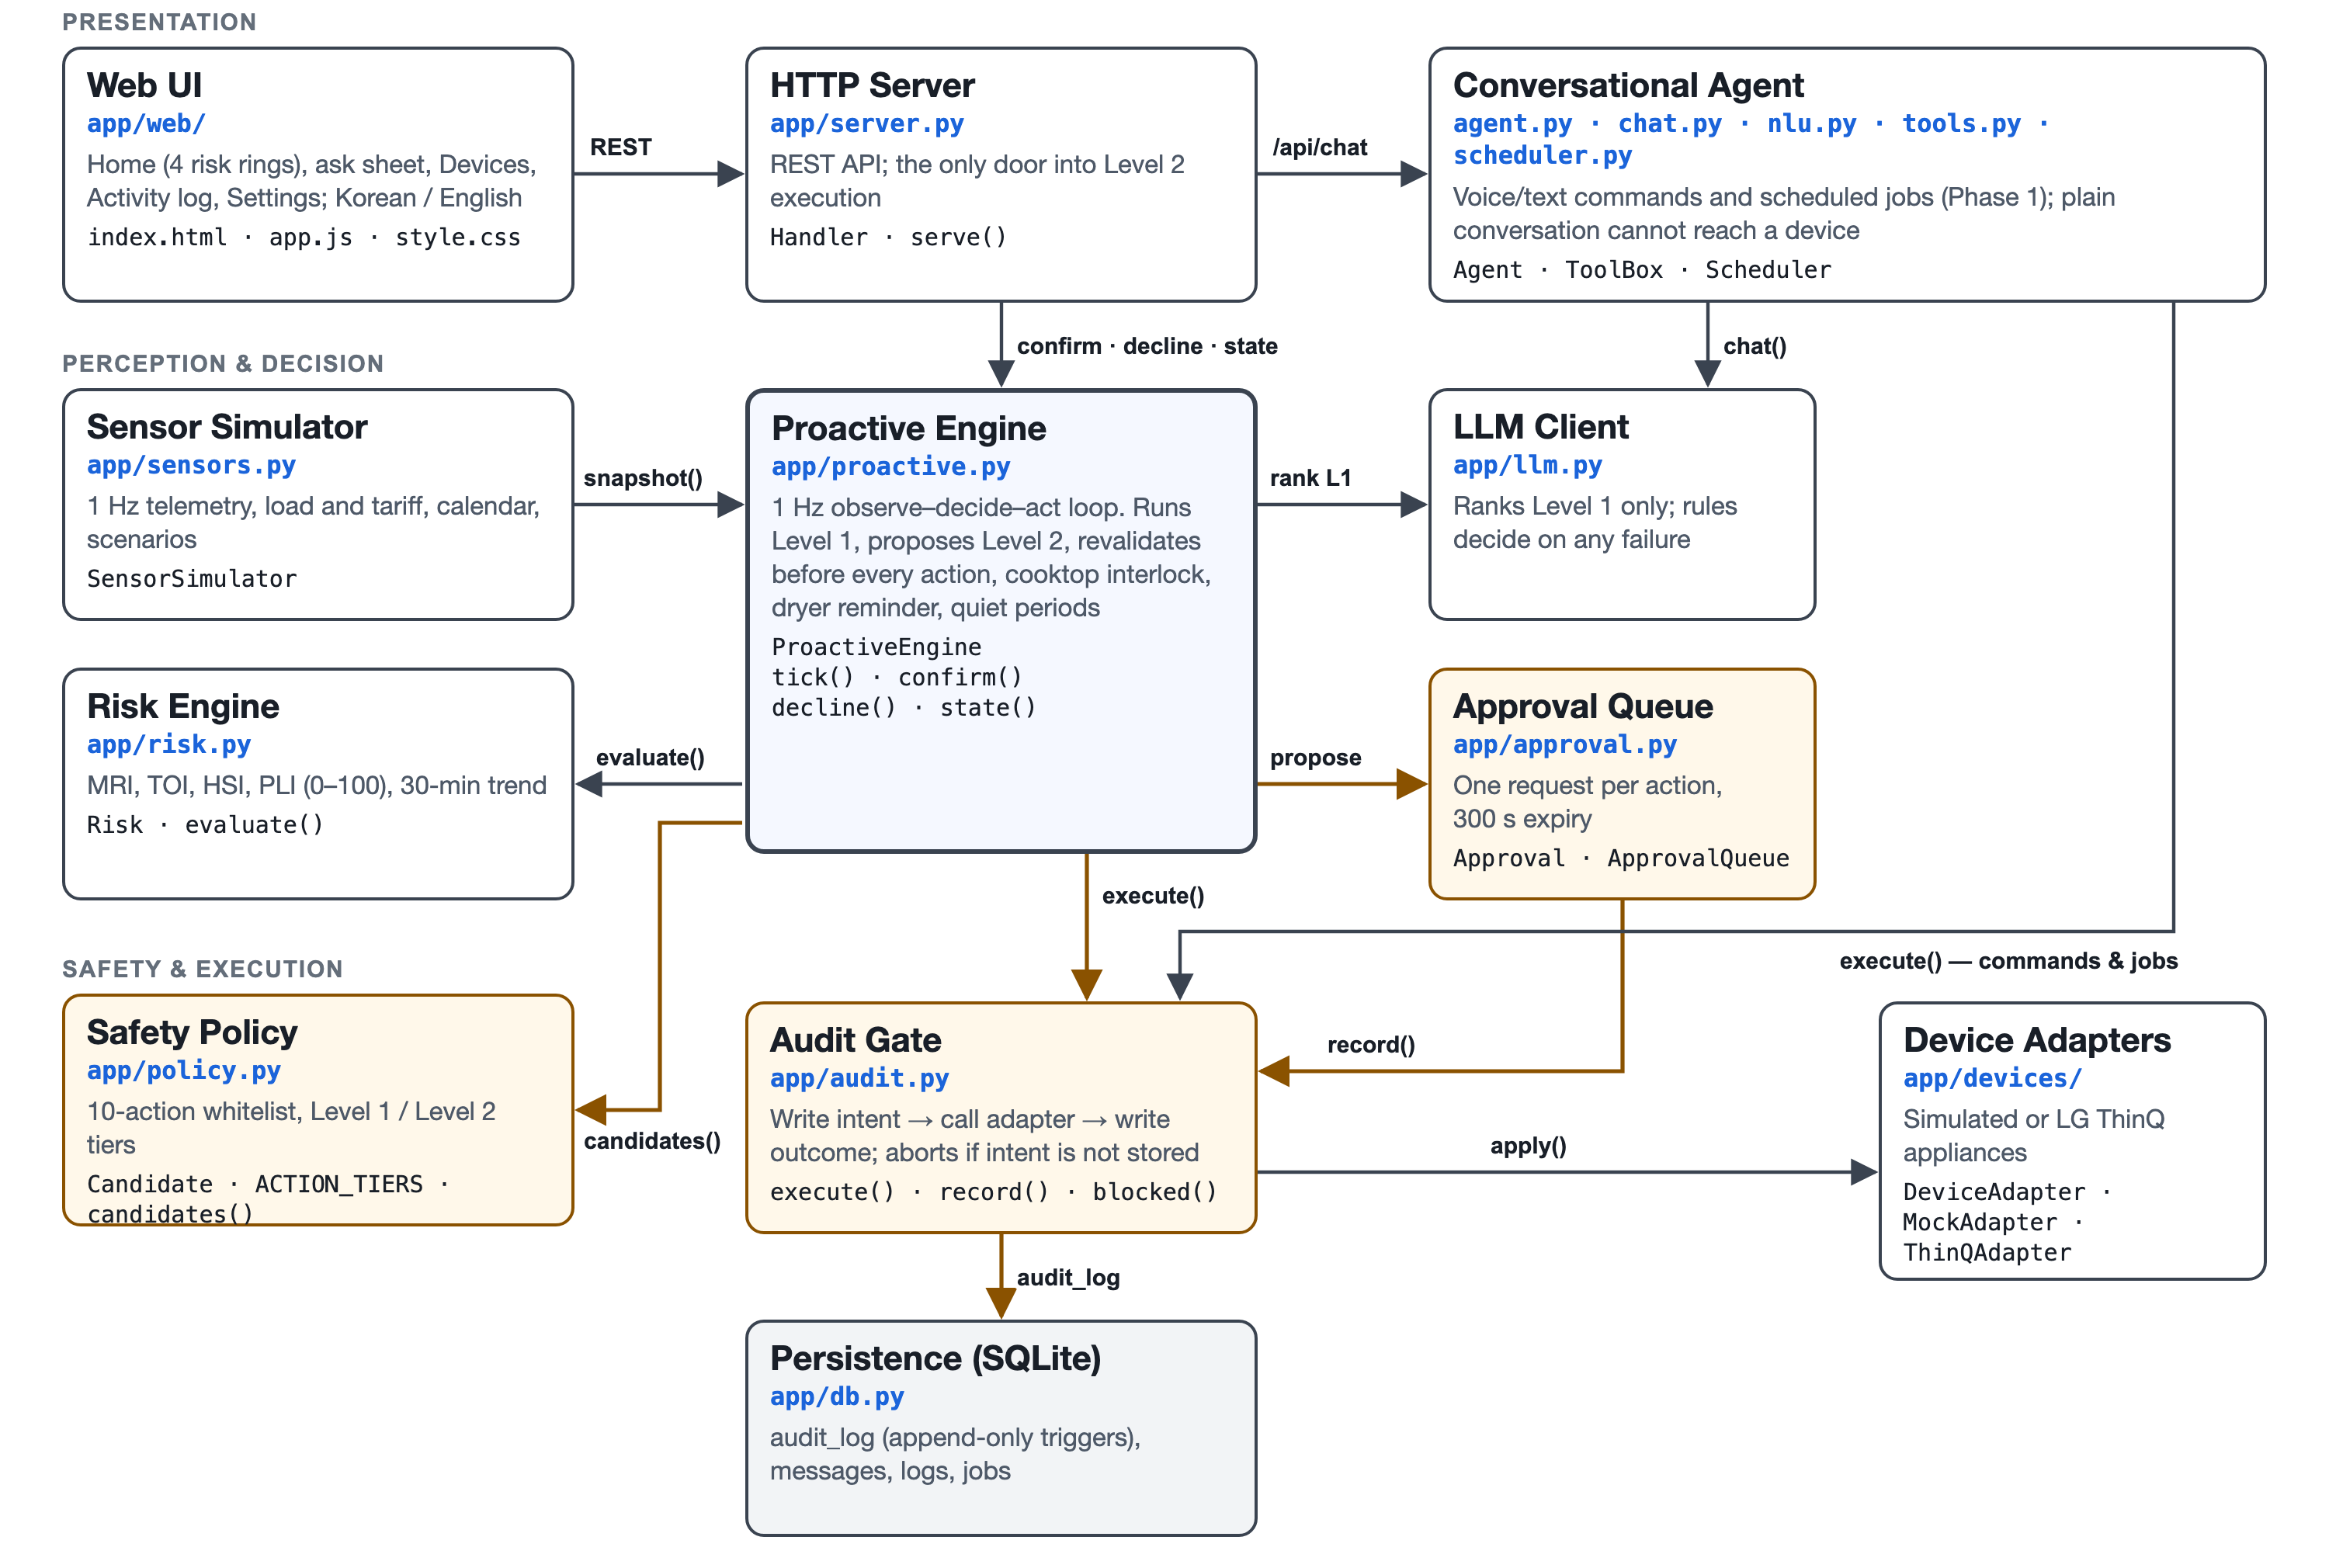 PRESENTATION
Web UI
app/web/
Home (4 risk rings), ask sheet, Devices,
Activity log, Settings; Korean / English
index.html · app.js · style.css
REST
HTTP Server
app/server.py
REST API; the only door into Level 2
execution
Handler · serve()
/api/chat
Conversational Agent
agent.py · chat.py · nlu.py · tools.py ·
scheduler.py
Voice/text commands and scheduled jobs (Phase 1); plain
conversation cannot reach a device
Agent · ToolBox · Scheduler
confirm · decline · state
chat()
PERCEPTION & DECISION
Sensor Simulator
app/sensors.py
1 Hz telemetry, load and tariff, calendar,
scenarios
SensorSimulator
snapshot()
Proactive Engine
app/proactive.py
1 Hz observe–decide–act loop. Runs
Level 1, proposes Level 2, revalidates
before every action, cooktop interlock,
dryer reminder, quiet periods
ProactiveEngine
tick() · confirm()
decline() · state()
rank L1
LLM Client
app/llm.py
Ranks Level 1 only; rules
decide on any failure
Risk Engine
app/risk.py
MRI, TOI, HSI, PLI (0–100), 30-min trend
Risk · evaluate()
evaluate()
propose
Approval Queue
app/approval.py
One request per action,
300 s expiry
Approval · ApprovalQueue
execute()
execute() — commands & jobs
SAFETY & EXECUTION
Safety Policy
app/policy.py
10-action whitelist, Level 1 / Level 2
tiers
Candidate · ACTION_TIERS ·
candidates()
candidates()
Audit Gate
app/audit.py
Write intent → call adapter → write
outcome; aborts if intent is not stored
execute() · record() · blocked()
record()
apply()
Device Adapters
app/devices/
Simulated or LG ThinQ
appliances
DeviceAdapter ·
MockAdapter ·
ThinQAdapter
audit_log
Persistence (SQLite)
app/db.py
audit_log (append-only triggers),
messages, logs, jobs